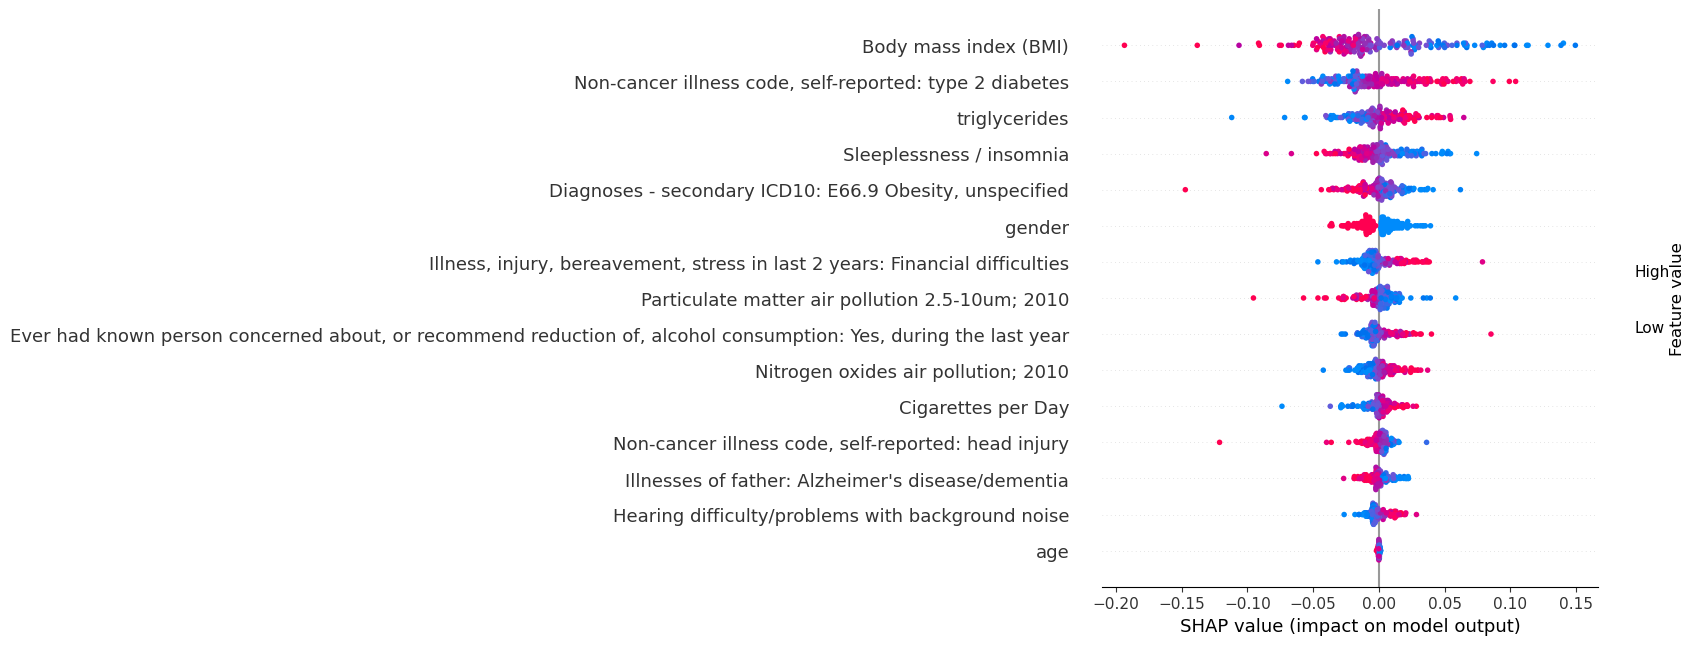 Body mass index (BMI)
Non-cancer illness code, self-reported: type 2 diabetes
triglycerides
Sleeplessness / insomnia
Diagnoses - secondary ICD10: E66.9 Obesity, unspecified
gender
Illness, injury, bereavement, stress in last 2 years: Financial difficulties
Particulate matter air pollution 2.5-10um; 2010
Ever had known person concerned about, or recommend reduction of, alcohol consumption: Yes, during the last year
Nitrogen oxides air pollution; 2010
Cigarettes per Day
Non-cancer illness code, self-reported: head injury
Illnesses of father: Alzheimer's disease/dementia
Hearing difficulty/problems with background noise
age
−0.20 −0.15 −0.10 −0.05 0.00 0.05 0.10 0.15
SHAP value (impact on model output)
High
Low
Feature value